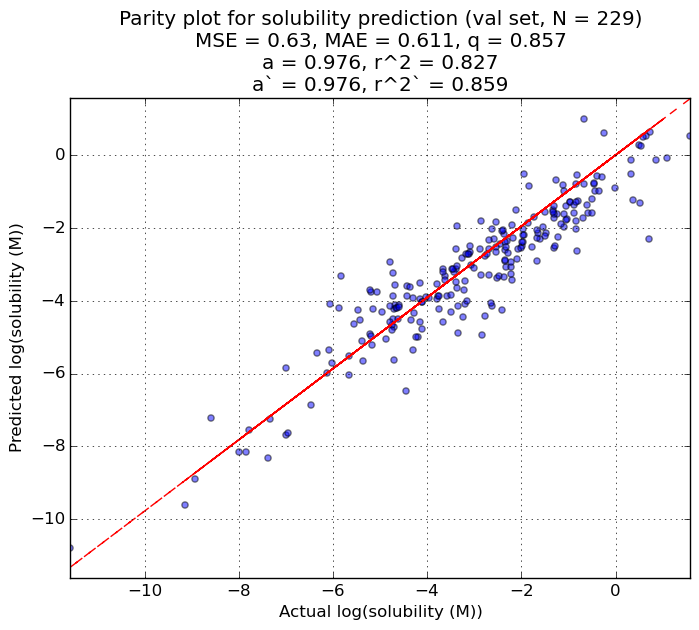 Parity plot for solubility prediction (val set, N = 229)
MSE = 0.63, MAE = 0.611, q = 0.857
a = 0.976, r^2 = 0.827
a` = 0.976, r^2` = 0.859
0
−2
−4
−6
−8
−10
Predicted log(solubility (M))
−10 −8 −6 −4 −2 0
Actual log(solubility (M))